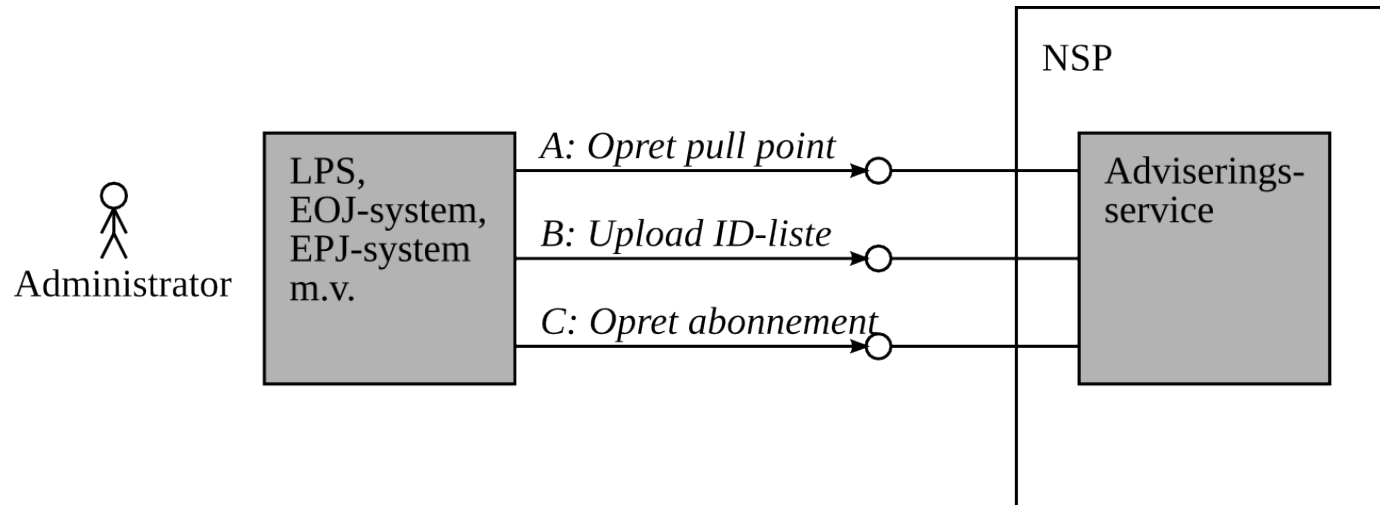 NSP
A: Opret pull point
LPS,
EOJ-system,
EPJ-system
m.v.
Adviserings-
service
B: Upload ID-liste
Administrator
C: Opret abonnement